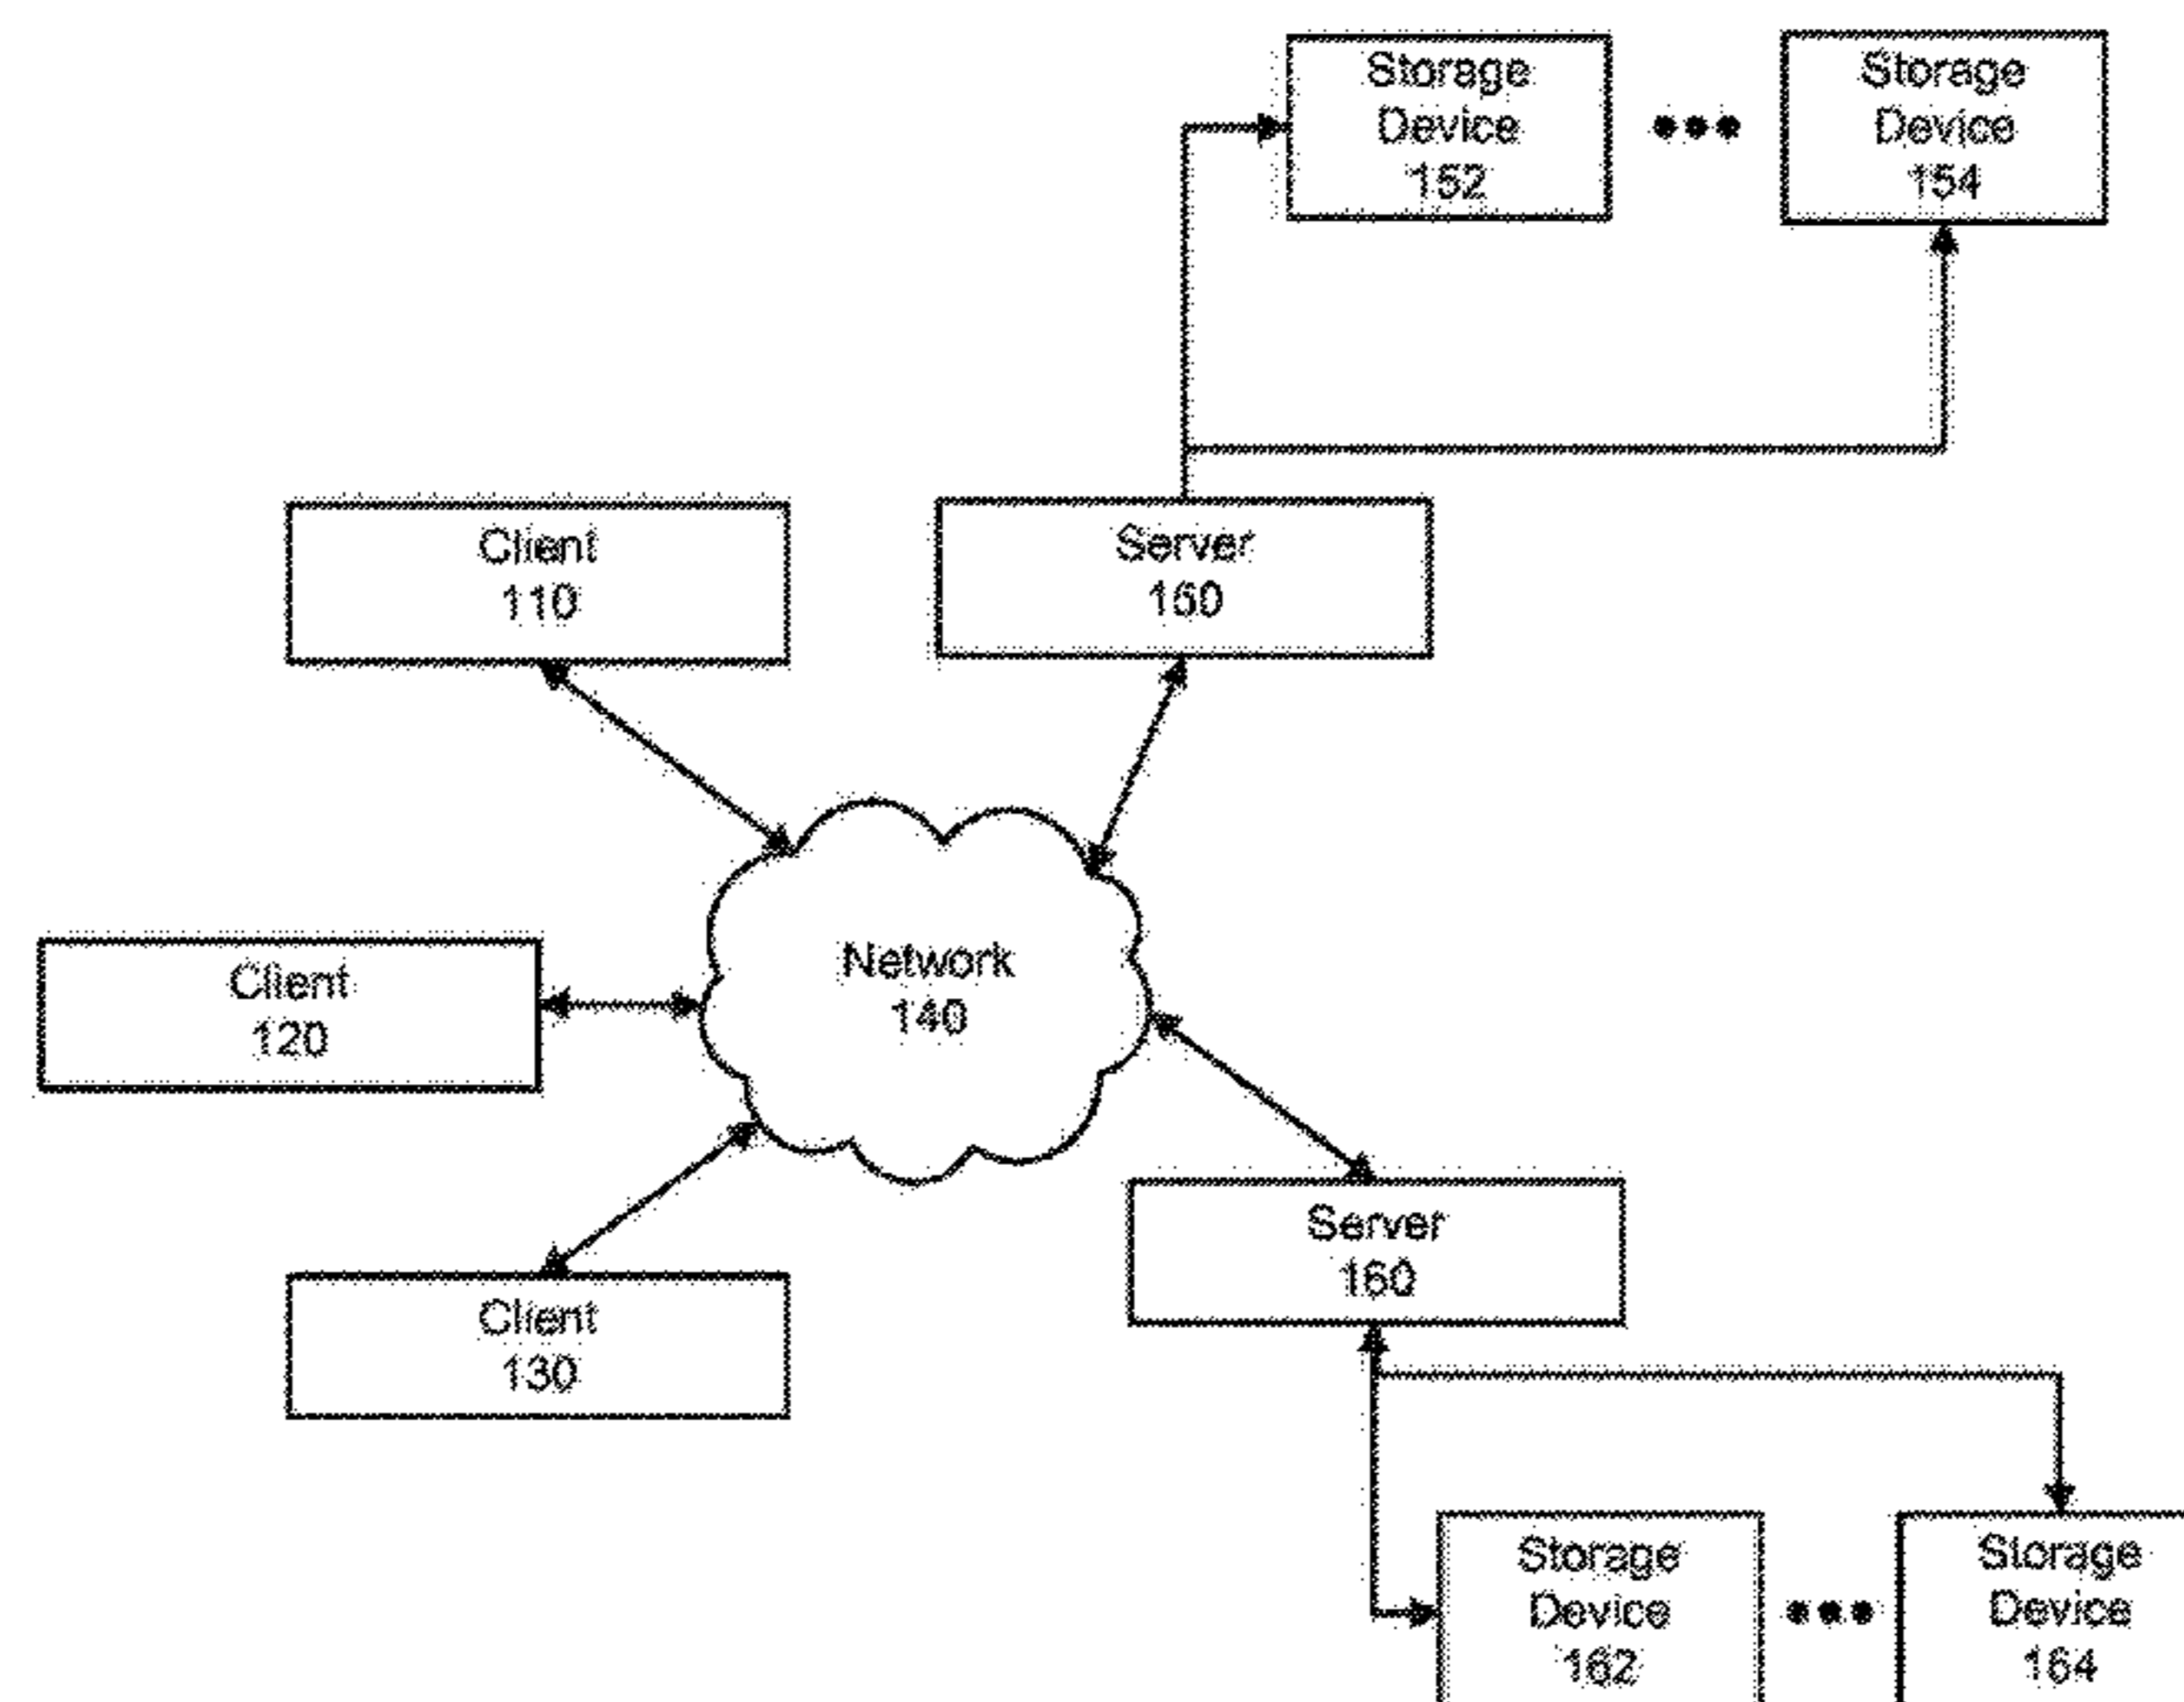 Storage
Device
152
Storage
Device
154
Client
110
Server
150
Client
120
Network
140
Server
160
Client
130
Storage
Device
162
Storage
Device
164